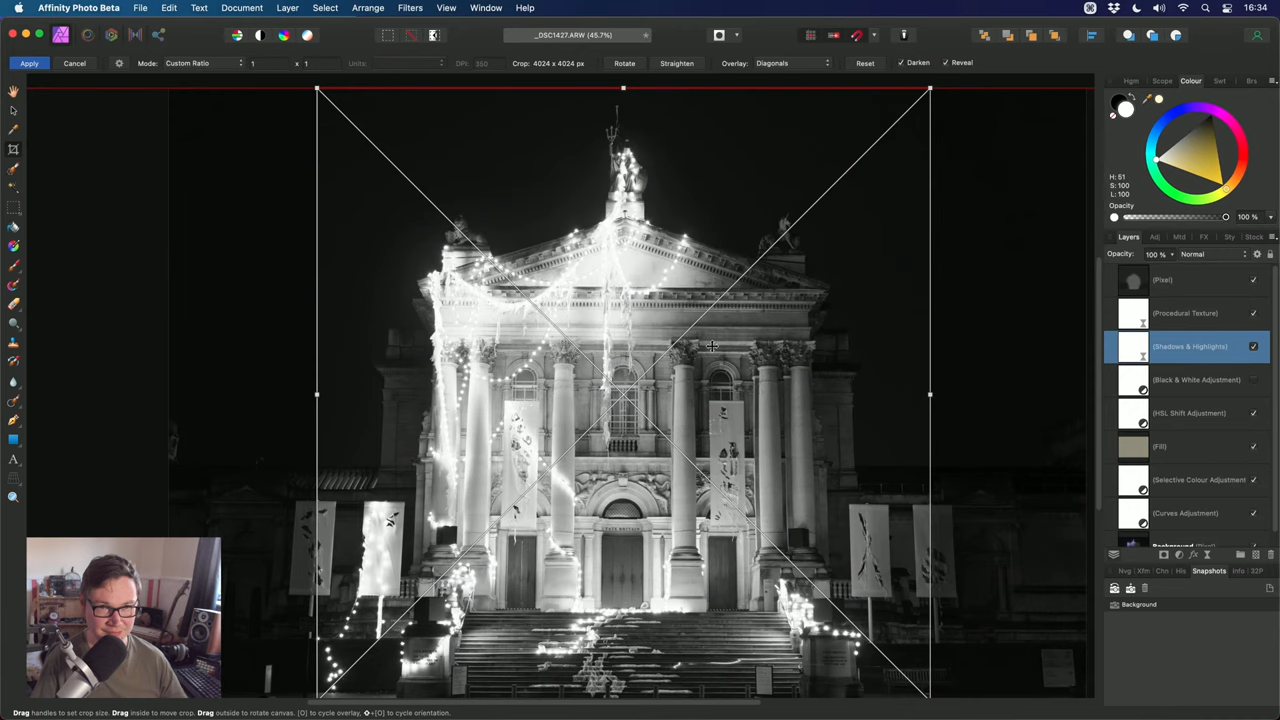 Affinity Photo Beta File Edit Text Document Layer Select Arrange Filters View Window Help 16:34
_DSC1427.ARW (45.7%)
Apply Cancel Mode: Custom Ratio 1 x 1 Units: DPI: 350 Crop: 4024 x 4024 px Rotate Straighten Overlay: Diagonals Reset Darken Reveal
Hgm Scope Colour Swt Brs
H: 51
S: 100
L: 100
Opacity
100 %
Layers Adj Mtd FX Sty Stock
Opacity: 100 % Normal
(Pixel)
(Procedural Texture)
(Shadows & Highlights)
(Black & White Adjustment)
(HSL Shift Adjustment)
(Fill)
(Selective Colour Adjustment
(Curves Adjustment)
Background (Pixel)
Nvg Xfm Chn His Snapshots Info 32P
Background
TATE BRITAIN
Drag handles to set crop size. Drag inside to move crop. Drag outside to rotate canvas. [O] to cycle overlay, ⇧+[O] to cycle orientation.